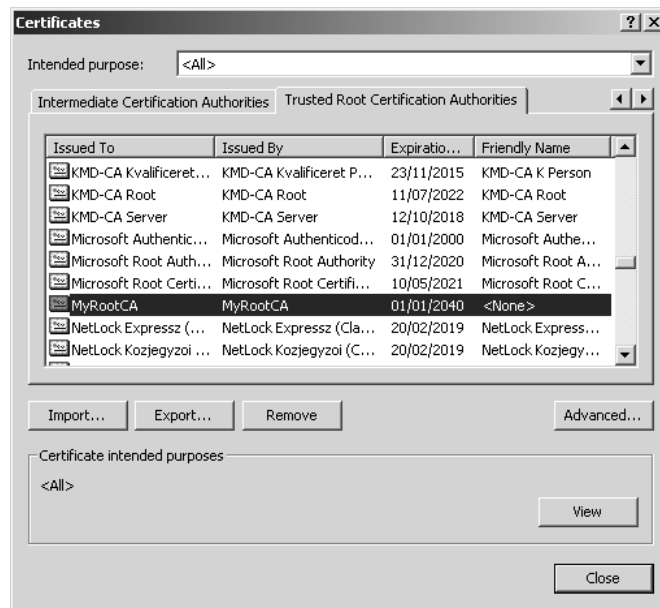 Certificates
Intended purpose: <All>
Intermediate Certification Authorities Trusted Root Certification Authorities
Issued To Issued By Expiratio... Friendly Name
KMD-CA Kvalificeret... KMD-CA Kvalificeret P... 23/11/2015 KMD-CA K Person
KMD-CA Root KMD-CA Root 11/07/2022 KMD-CA Root
KMD-CA Server KMD-CA Server 12/10/2018 KMD-CA Server
Microsoft Authentic... Microsoft Authenticod... 01/01/2000 Microsoft Authe...
Microsoft Root Auth... Microsoft Root Authority 31/12/2020 Microsoft Root A...
Microsoft Root Certi... Microsoft Root Certifi... 10/05/2021 Microsoft Root C...
MyRootCA MyRootCA 01/01/2040 <None>
NetLock Expressz (... NetLock Expressz (Cla... 20/02/2019 NetLock Express...
NetLock Kozjegyzoi ... NetLock Kozjegyzoi (C... 20/02/2019 NetLock Kozjegy...
Import... Export... Remove Advanced...
Certificate intended purposes
<All>
View
Close